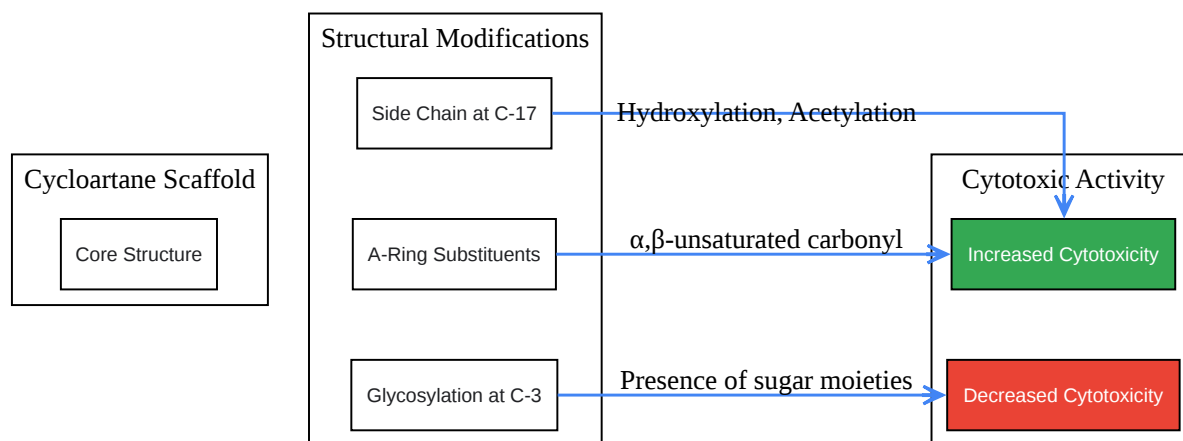 Structural Modifications
Side Chain at C-17
Hydroxylation, Acetylation
Cycloartane Scaffold
Cytotoxic Activity
Core Structure
A-Ring Substituents
α,β-unsaturated carbonyl
Increased Cytotoxicity
Glycosylation at C-3
Presence of sugar moieties
Decreased Cytotoxicity